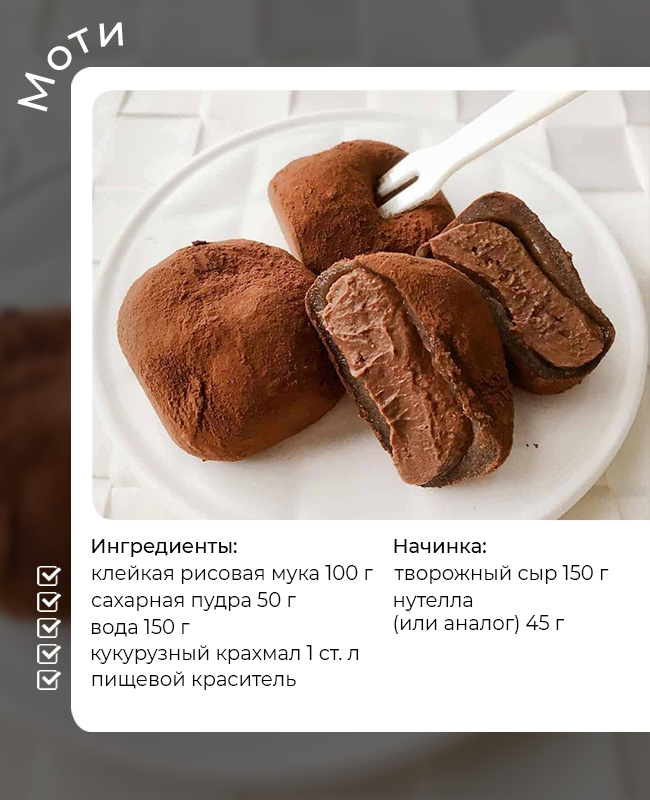 Моти
Ингредиенты:
клейкая рисовая мука 100 г
сахарная пудра 50 г
вода 150 г
кукурузный крахмал 1 ст. л
пищевой краситель
Начинка:
творожный сыр 150 г
нутелла
(или аналог) 45 г